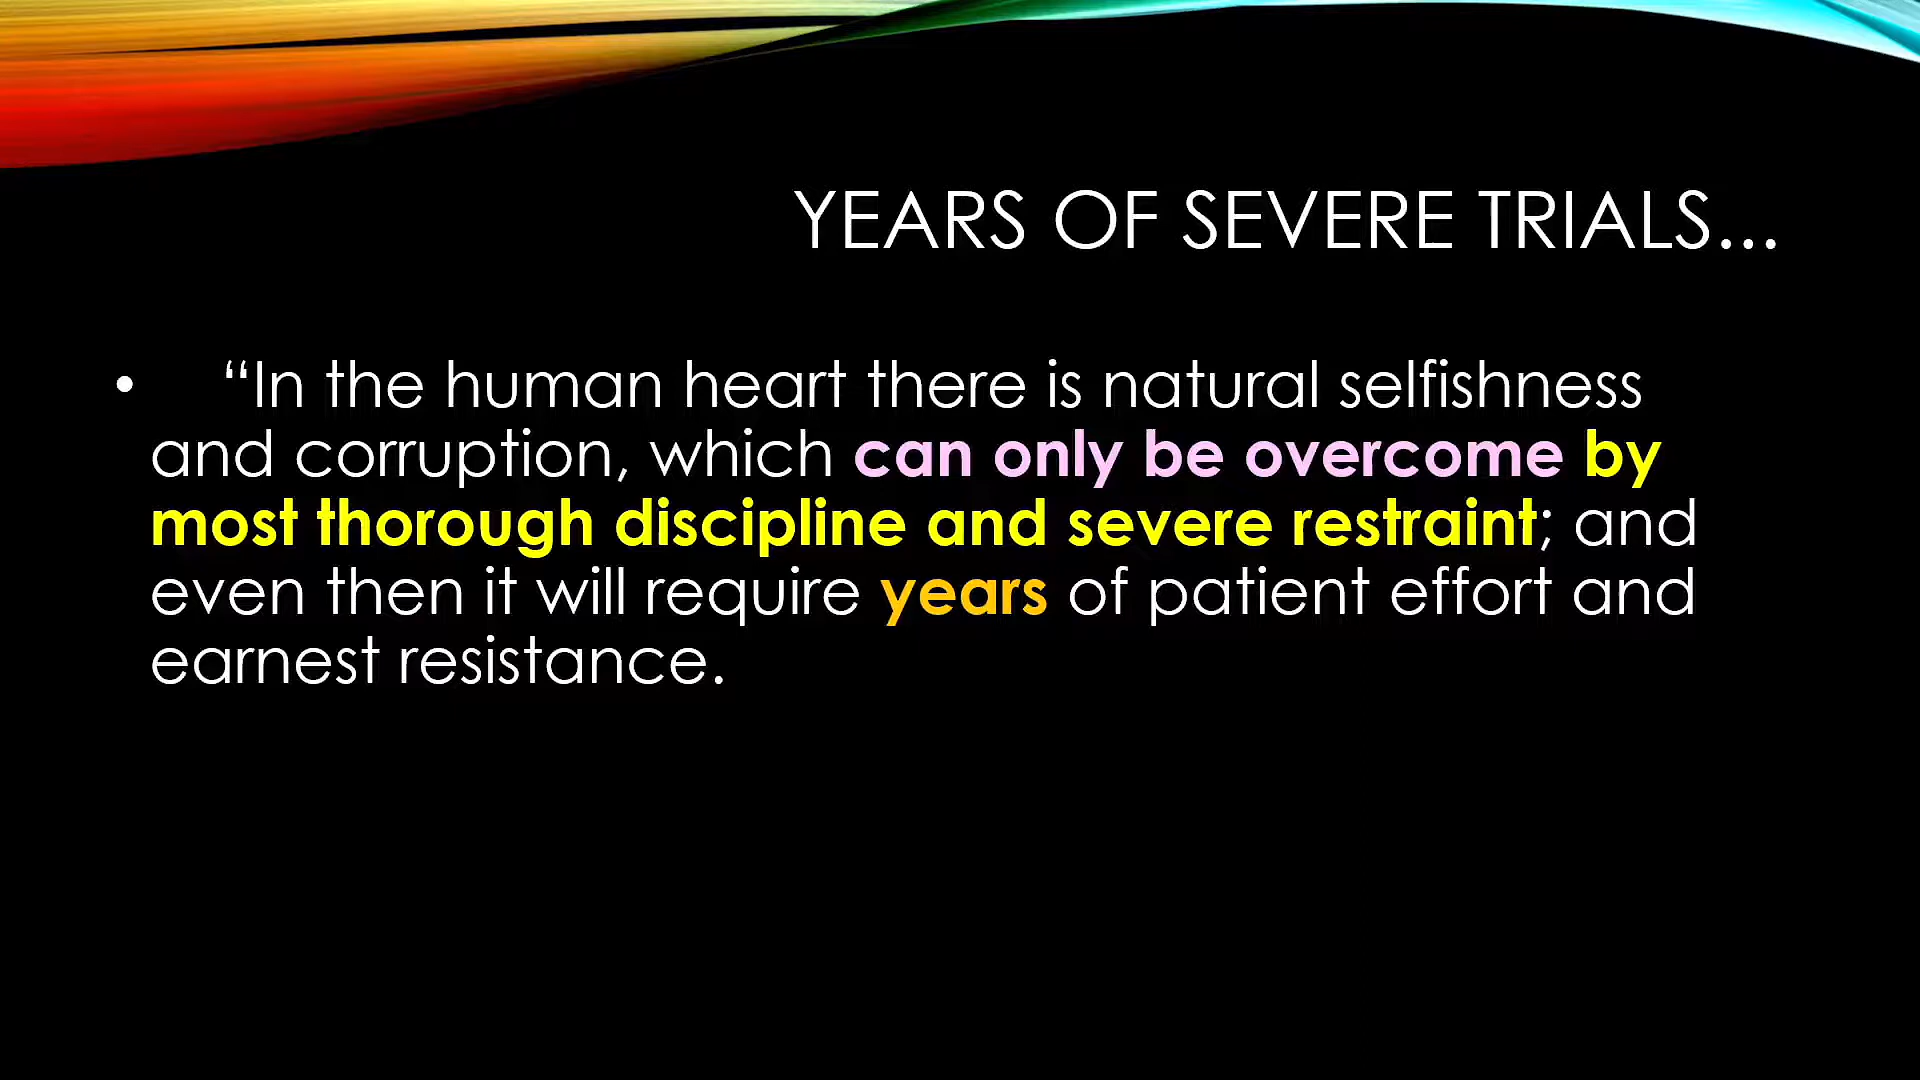 YEARS OF SEVERE TRIALS...
• “In the human heart there is natural selfishness
and corruption, which can only be overcome by
most thorough discipline and severe restraint; and
even then it will require years of patient effort and
earnest resistance.